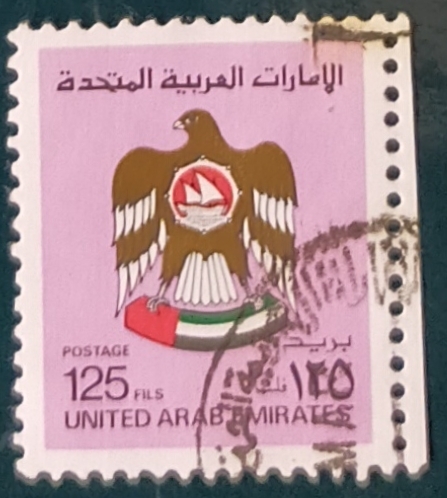 الإمارات العربية المتحدة
POSTAGE
بريد
125 FILS
١٢٥ فلس
UNITED ARAB EMIRATES